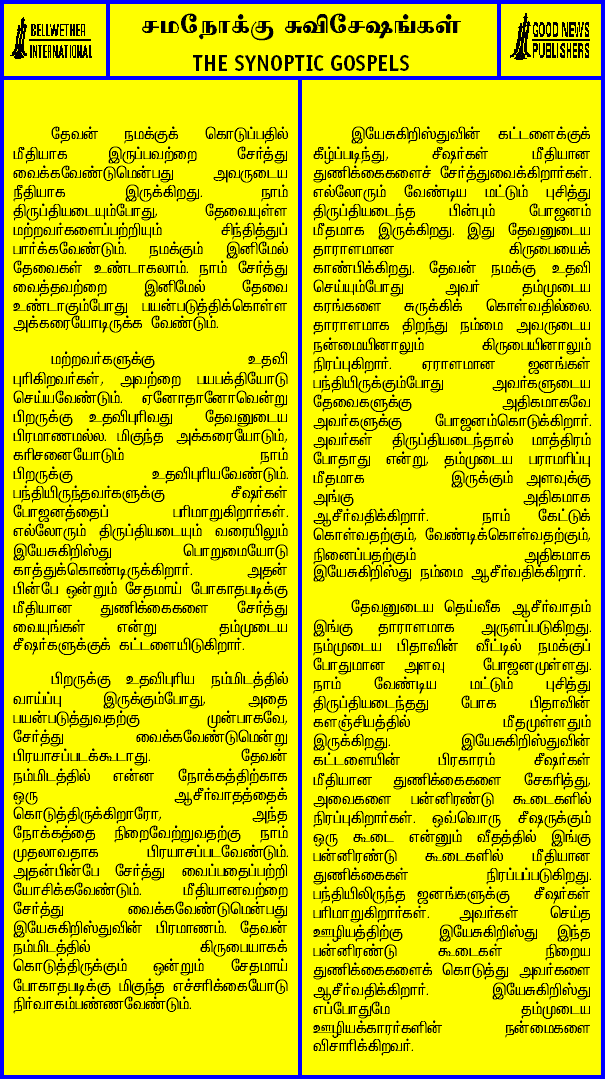 BELLWETHER
INTERNATIONAL
சமநோக்கு சுவிசேஷங்கள்
THE SYNOPTIC GOSPELS
GOOD NEWS
PUBLISHERS
தேவன் நமக்குக் கொடுப்பதில்
மீதியாக இருப்பவற்றை சேர்த்து
வைக்கவேண்டுமென்பது அவருடைய
நீதியாக இருக்கிறது. நாம்
திருப்தியடையும்போது, தேவையுள்ள
மற்றவர்களைப்பற்றியும் சிந்தித்துப்
பார்க்கவேண்டும். நமக்கும் இனிமேல்
தேவைகள் உண்டாகலாம். நாம் சேர்த்து
வைத்தவற்றை இனிமேல் தேவை
உண்டாகும்போது பயன்படுத்திக்கொள்ள
அக்கரையோடிருக்க வேண்டும்.
மற்றவர்களுக்கு உதவி
புரிகிறவர்கள், அவற்றை பயபக்தியோடு
செய்யவேண்டும். ஏனோதானோவென்று
பிறருக்கு உதவிபுரிவது தேவனுடைய
பிரமாணமல்ல. மிகுந்த அக்கரையோடும்,
கரிசனையோடும் நாம்
பிறருக்கு உதவிபுரியவேண்டும்.
பந்தியிருந்தவர்களுக்கு சீஷர்கள்
போஜனத்தைப் பரிமாறுகிறார்கள்.
எல்லோரும் திருப்தியடையும் வரையிலும்
இயேசுகிறிஸ்து பொறுமையோடு
காத்துக்கொண்டிருக்கிறார். அதன்
பின்பே ஒன்றும் சேதமாய் போகாதபடிக்கு
மீதியான துணிக்கைகளை சேர்த்து
வையுங்கள் என்று தம்முடைய
சீஷர்களுக்குக் கட்டளையிடுகிறார்.
பிறருக்கு உதவிபுரிய நம்மிடத்தில்
வாய்ப்பு இருக்கும்போது, அதை
பயன்படுத்துவதற்கு முன்பாகவே,
சேர்த்து வைக்கவேண்டுமென்று
பிரயாசப்படக்கூடாது. தேவன்
நம்மிடத்தில் என்ன நோக்கத்திற்காக
ஒரு ஆசீர்வாதத்தைக்
கொடுத்திருக்கிறாரோ, அந்த
நோக்கத்தை நிறைவேற்றுவதற்கு நாம்
முதலாவதாக பிரயாசப்படவேண்டும்.
அதன்பின்பே சேர்த்து வைப்பதைப்பற்றி
யோசிக்கவேண்டும். மீதியானவற்றை
சேர்த்து வைக்கவேண்டுமென்பது
இயேசுகிறிஸ்துவின் பிரமாணம். தேவன்
நம்மிடத்தில் கிருபையாகக்
கொடுத்திருக்கும் ஒன்றும் சேதமாய்
போகாதபடிக்கு மிகுந்த எச்சரிக்கையோடு
நிர்வாகம்பண்ணவேண்டும்.
இயேசுகிறிஸ்துவின் கட்டளைக்குக்
கீழ்ப்படிந்து, சீஷர்கள் மீதியான
துணிக்கைகளைச் சேர்த்துவைக்கிறார்கள்.
எல்லோரும் வேண்டிய மட்டும் புசித்து
திருப்தியடைந்த பின்பும் போஜனம்
மீதமாக இருக்கிறது. இது தேவனுடைய
தாராளமான கிருபையைக்
காண்பிக்கிறது. தேவன் நமக்கு உதவி
செய்யும்போது அவர் தம்முடைய
கரங்களை சுருக்கிக் கொள்வதில்லை.
தாராளமாக திறந்து நம்மை அவருடைய
நன்மையினாலும் கிருபையினாலும்
நிரப்புகிறார். ஏராளமான ஜனங்கள்
பந்தியிருக்கும்போது அவர்களுடைய
தேவைகளுக்கு அதிகமாகவே
அவர்களுக்கு போஜனம்கொடுக்கிறார்.
அவர்கள் திருப்தியடைந்தால் மாத்திரம்
போதாது என்று, தம்முடைய பராமரிப்பு
மீதமாக இருக்கும் அளவுக்கு
அங்கு அதிகமாக
ஆசீர்வதிக்கிறார். நாம் கேட்டுக்
கொள்வதற்கும், வேண்டிக்கொள்வதற்கும்,
நினைப்பதற்கும் அதிகமாக
இயேசுகிறிஸ்து நம்மை ஆசீர்வதிக்கிறார்.
தேவனுடைய தெய்வீக ஆசீர்வாதம்
இங்கு தாராளமாக அருளப்படுகிறது.
நம்முடைய பிதாவின் வீட்டில் நமக்குப்
போதுமான அளவு போஜனமுள்ளது.
நாம் வேண்டிய மட்டும் புசித்து
திருப்தியடைந்தது போக பிதாவின்
களஞ்சியத்தில் மீதமுள்ளதும்
இருக்கிறது. இயேசுகிறிஸ்துவின்
கட்டளையின் பிரகாரம் சீஷர்கள்
மீதியான துணிக்கைகளை சேகரித்து,
அவைகளை பன்னிரண்டு கூடைகளில்
நிரப்புகிறார்கள். ஒவ்வொரு சீஷருக்கும்
ஒரு கூடை என்னும் வீதத்தில் இங்கு
பன்னிரண்டு கூடைகளில் மீதியான
துணிக்கைகள் நிரப்பப்படுகிறது.
பந்தியிலிருந்த ஜனங்களுக்கு சீஷர்கள்
பரிமாறுகிறார்கள். அவர்கள் செய்த
ஊழியத்திற்கு இயேசுகிறிஸ்து இந்த
பன்னிரண்டு கூடைகள் நிறைய
துணிக்கைகளைக் கொடுத்து அவர்களை
ஆசீர்வதிக்கிறார். இயேசுகிறிஸ்து
எப்போதுமே தம்முடைய
ஊழியக்காரர்களின் நன்மைகளை
விசாரிக்கிறவர்.